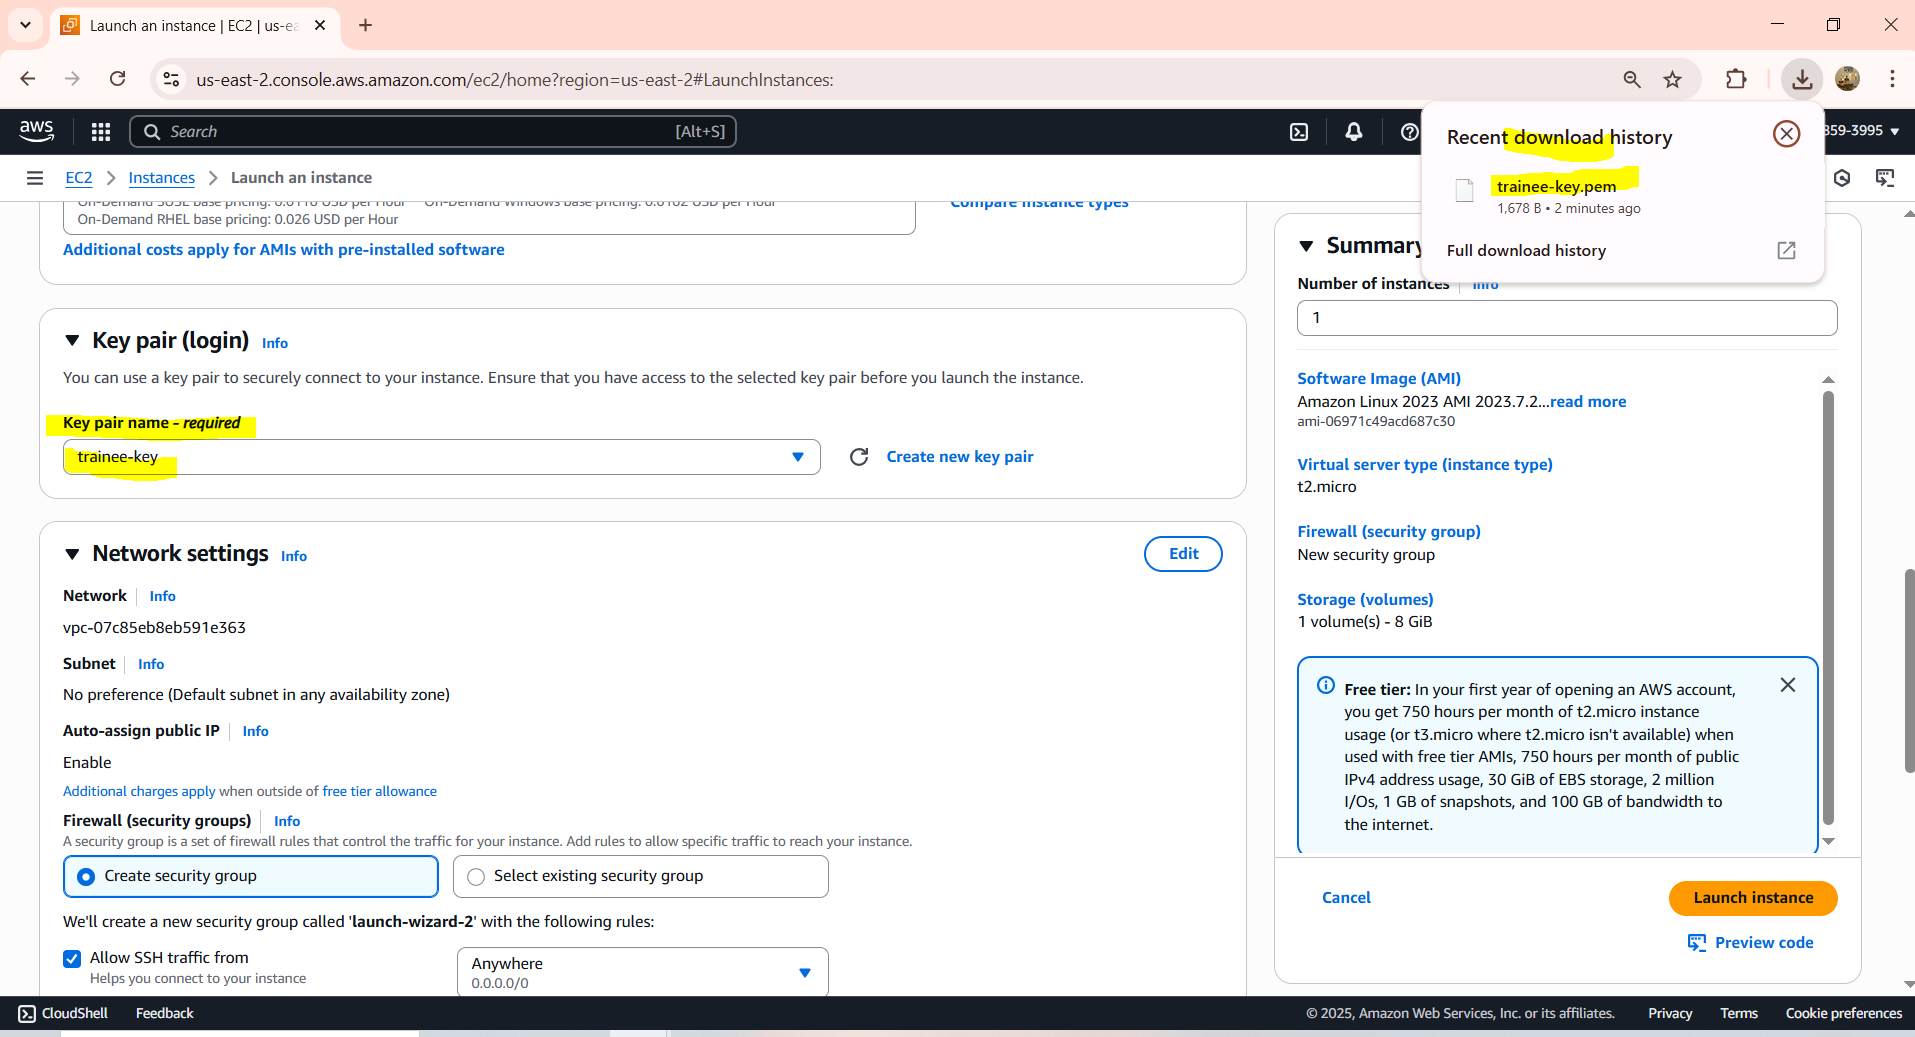 Launch an instance | EC2 | us-ea
us-east-2.console.aws.amazon.com/ec2/home?region=us-east-2#LaunchInstances:
aws
Search
[Alt+S]
859-3995
Recent download history
trainee-key.pem
1,678 B • 2 minutes ago
Full download history
EC2 > Instances > Launch an instance
On-Demand SUSE base pricing: 0.0116 USD per Hour On-Demand Windows base pricing: 0.0162 USD per Hour
On-Demand RHEL base pricing: 0.026 USD per Hour
Compare instance types
Additional costs apply for AMIs with pre-installed software
Key pair (login) Info
You can use a key pair to securely connect to your instance. Ensure that you have access to the selected key pair before you launch the instance.
Key pair name - required
trainee-key
Create new key pair
Network settings Info
Edit
Network Info
vpc-07c85eb8eb591e363
Subnet Info
No preference (Default subnet in any availability zone)
Auto-assign public IP Info
Enable
Additional charges apply when outside of free tier allowance
Firewall (security groups) Info
A security group is a set of firewall rules that control the traffic for your instance. Add rules to allow specific traffic to reach your instance.
Create security group
Select existing security group
We'll create a new security group called 'launch-wizard-2' with the following rules:
Allow SSH traffic from
Helps you connect to your instance
Anywhere
0.0.0.0/0
Summary
Number of instances Info
1
Software Image (AMI)
Amazon Linux 2023 AMI 2023.7.2...read more
ami-06971c49acd687c30
Virtual server type (instance type)
t2.micro
Firewall (security group)
New security group
Storage (volumes)
1 volume(s) - 8 GiB
Free tier: In your first year of opening an AWS account,
you get 750 hours per month of t2.micro instance
usage (or t3.micro where t2.micro isn't available) when
used with free tier AMIs, 750 hours per month of public
IPv4 address usage, 30 GiB of EBS storage, 2 million
I/Os, 1 GB of snapshots, and 100 GB of bandwidth to
the internet.
Cancel
Launch instance
Preview code
CloudShell
Feedback
© 2025, Amazon Web Services, Inc. or its affiliates.
Privacy
Terms
Cookie preferences